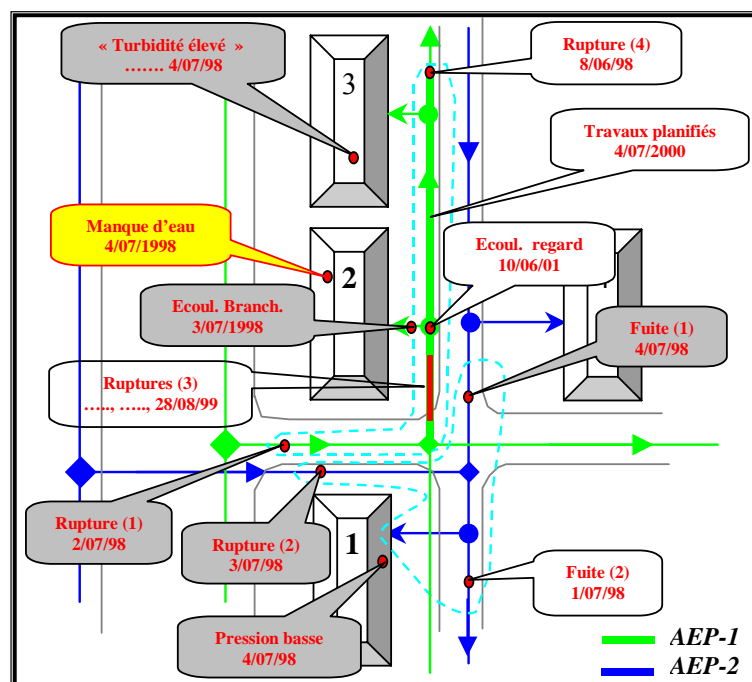 « Turbidité élevé »
……. 4/07/98
Rupture (4)
8/06/98
3
Travaux planifiés
4/07/2000
Manque d’eau
4/07/1998
2
Ecoul. regard
10/06/01
Ecoul. Branch.
3/07/1998
Fuite (1)
4/07/98
Ruptures (3)
….., ….., 28/08/99
Rupture (1)
2/07/98
Rupture (2)
3/07/98
1
Fuite (2)
1/07/98
Pression basse
4/07/98
AEP-1
AEP-2